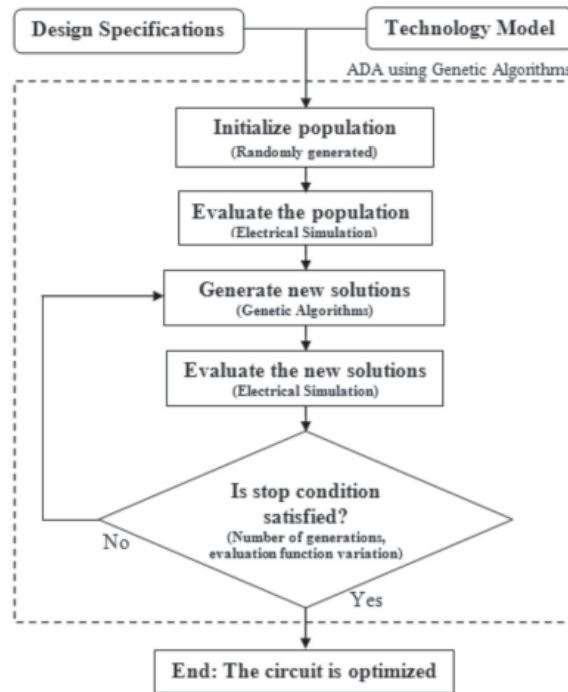 Design Specifications
Technology Model
ADA using Genetic Algorithms
Initialize population
(Randomly generated)
Evaluate the population
(Electrical Simulation)
Generate new solutions
(Genetic Algorithms)
Evaluate the new solutions
(Electrical Simulation)
Is stop condition
satisfied?
(Number of generations,
evaluation function variation)
No
Yes
End: The circuit is optimized